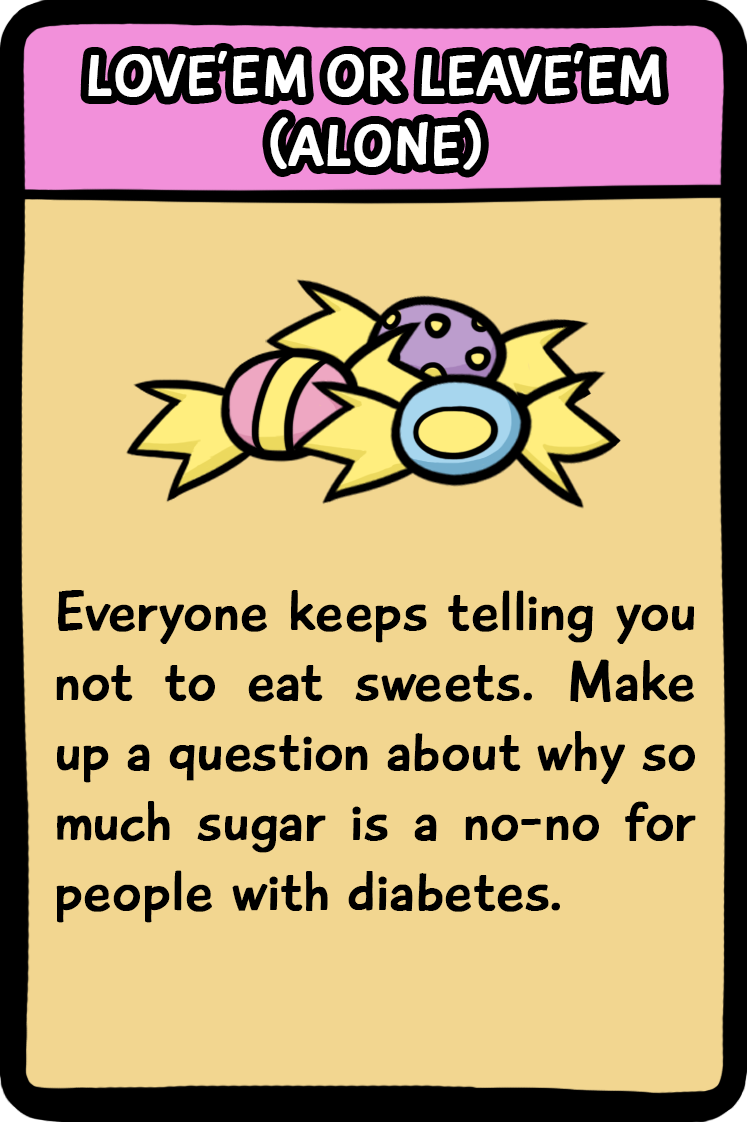 LOVE'EM OR LEAVE'EM
(ALONE)
Everyone keeps telling you
not to eat sweets. Make
up a question about why so
much sugar is a no-no for
people with diabetes.